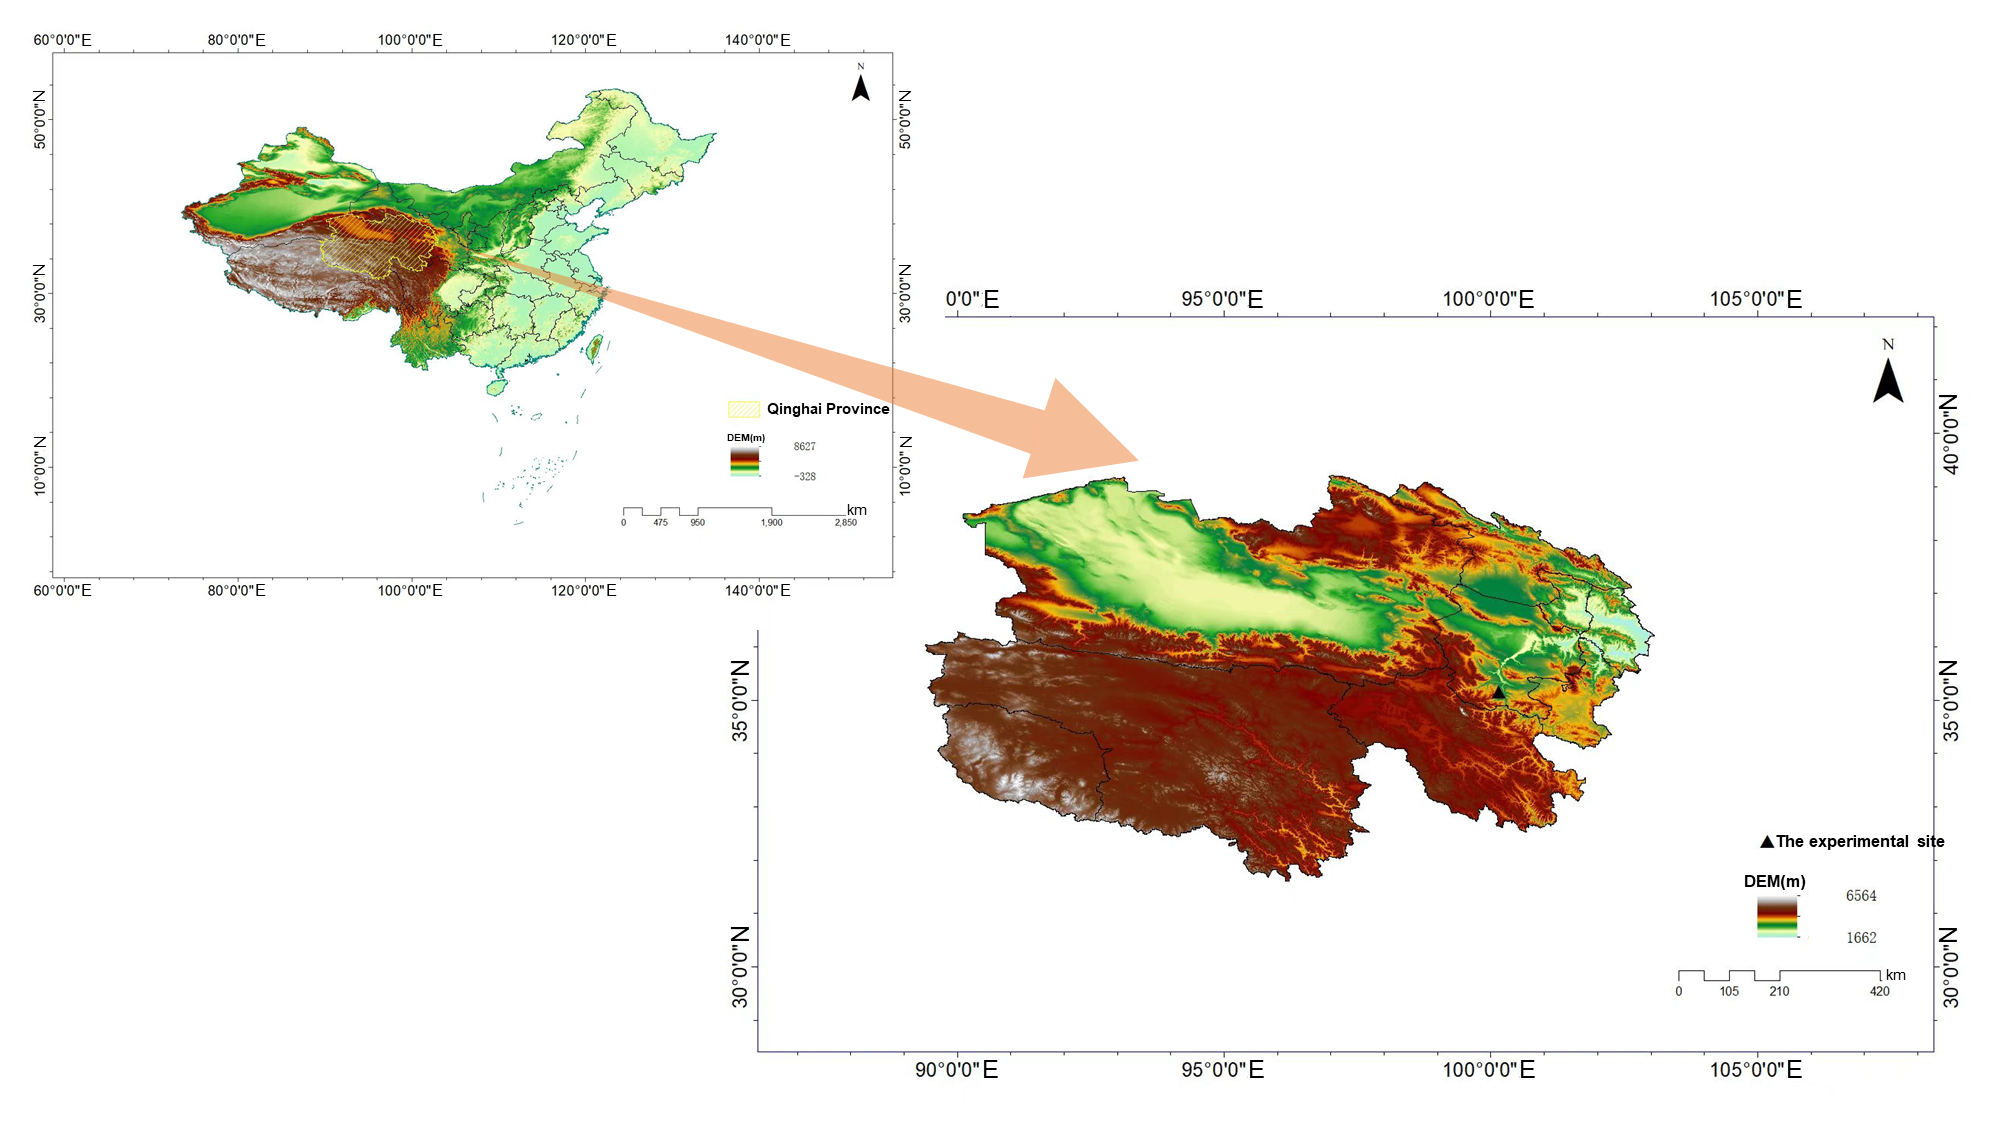 60°0'0"E 80°0'0"E 100°0'0"E 120°0'0"E 140°0'0"E
N
50°0'0"N 50°0'0"N
30°0'0"N 30°0'0"N
10°0'0"N 10°0'0"N
Qinghai Province
DEM(m)
8627
-328
km
0 475 950 1,900 2,850
60°0'0"E 80°0'0"E 100°0'0"E 120°0'0"E 140°0'0"E
0'0"E 95°0'0"E 100°0'0"E 105°0'0"E
N
40°0'0"N
35°0'0"N 35°0'0"N
30°0'0"N 30°0'0"N
The experimental site
DEM(m)
6564
1662
km
0 105 210 420
90°0'0"E 95°0'0"E 100°0'0"E 105°0'0"E